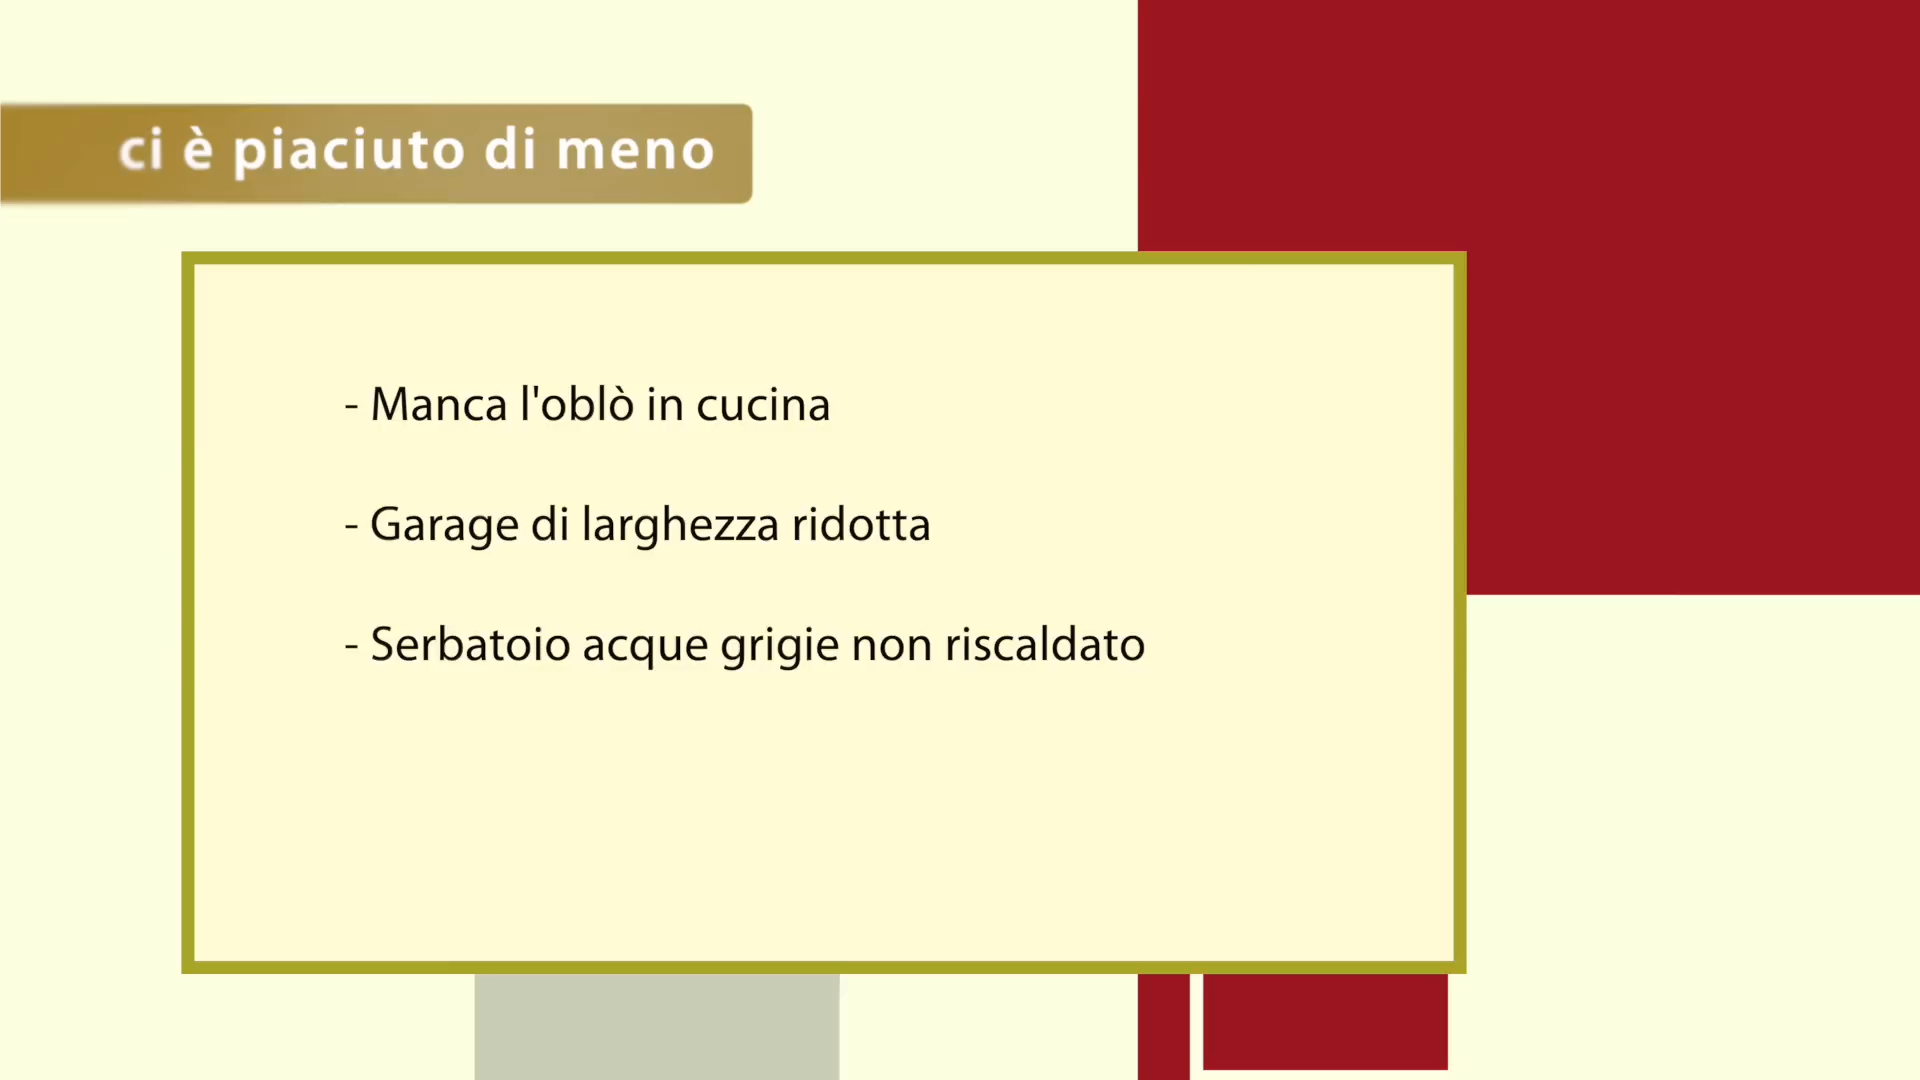 ci è piaciuto di meno
- Manca l'oblò in cucina
- Garage di larghezza ridotta
- Serbatoio acque grigie non riscaldato